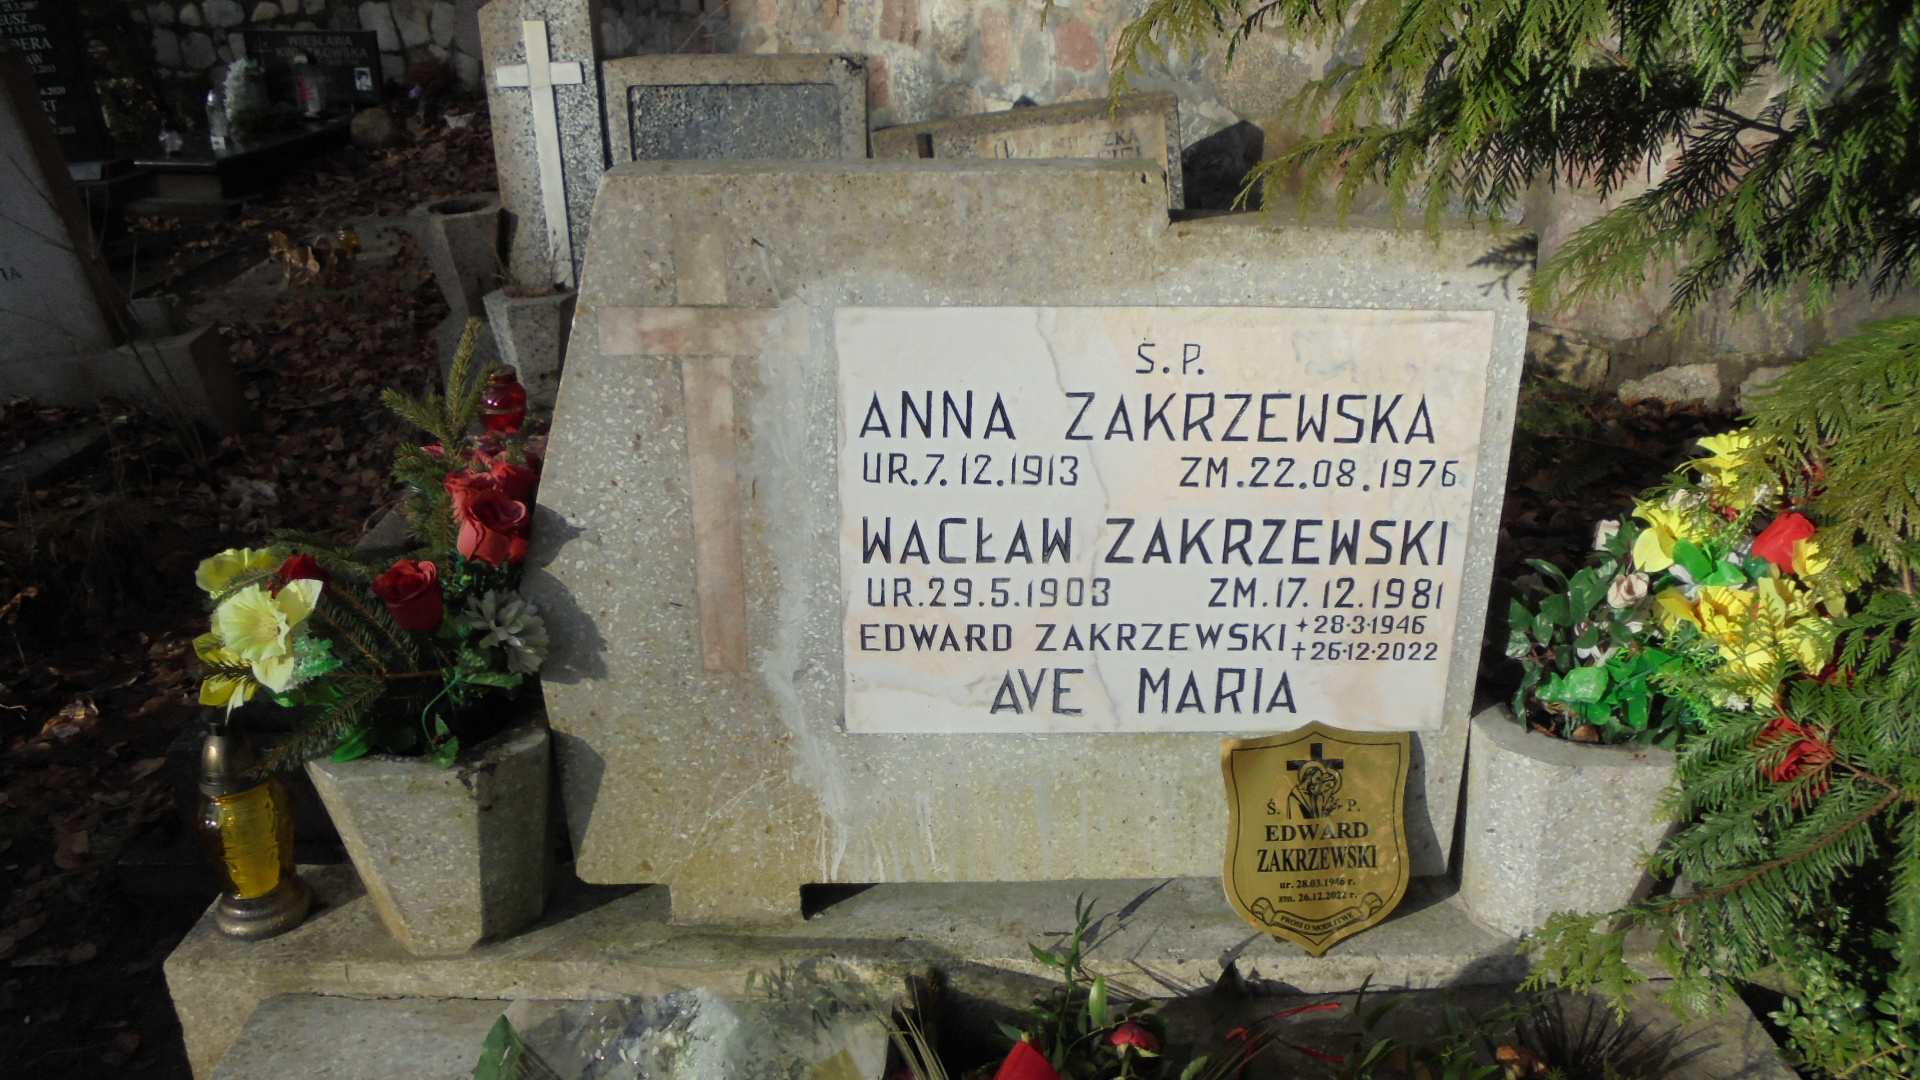 WIESŁAWA
Ś. P.
ANNA ZAKRZEWSKA
UR.7.12.1913 ZM.22.08.1976
WACŁAW ZAKRZEWSKI
UR.29.5.1903 ZM.17.12.1981
EDWARD ZAKRZEWSKI
28·3·1946
†26·12·2022
AVE MARIA
Ś. P.
EDWARD
ZAKRZEWSKI
ur. 28.03.1946 r.
zm. 26.12.2022 r.
PROSI O MODLITWĘ